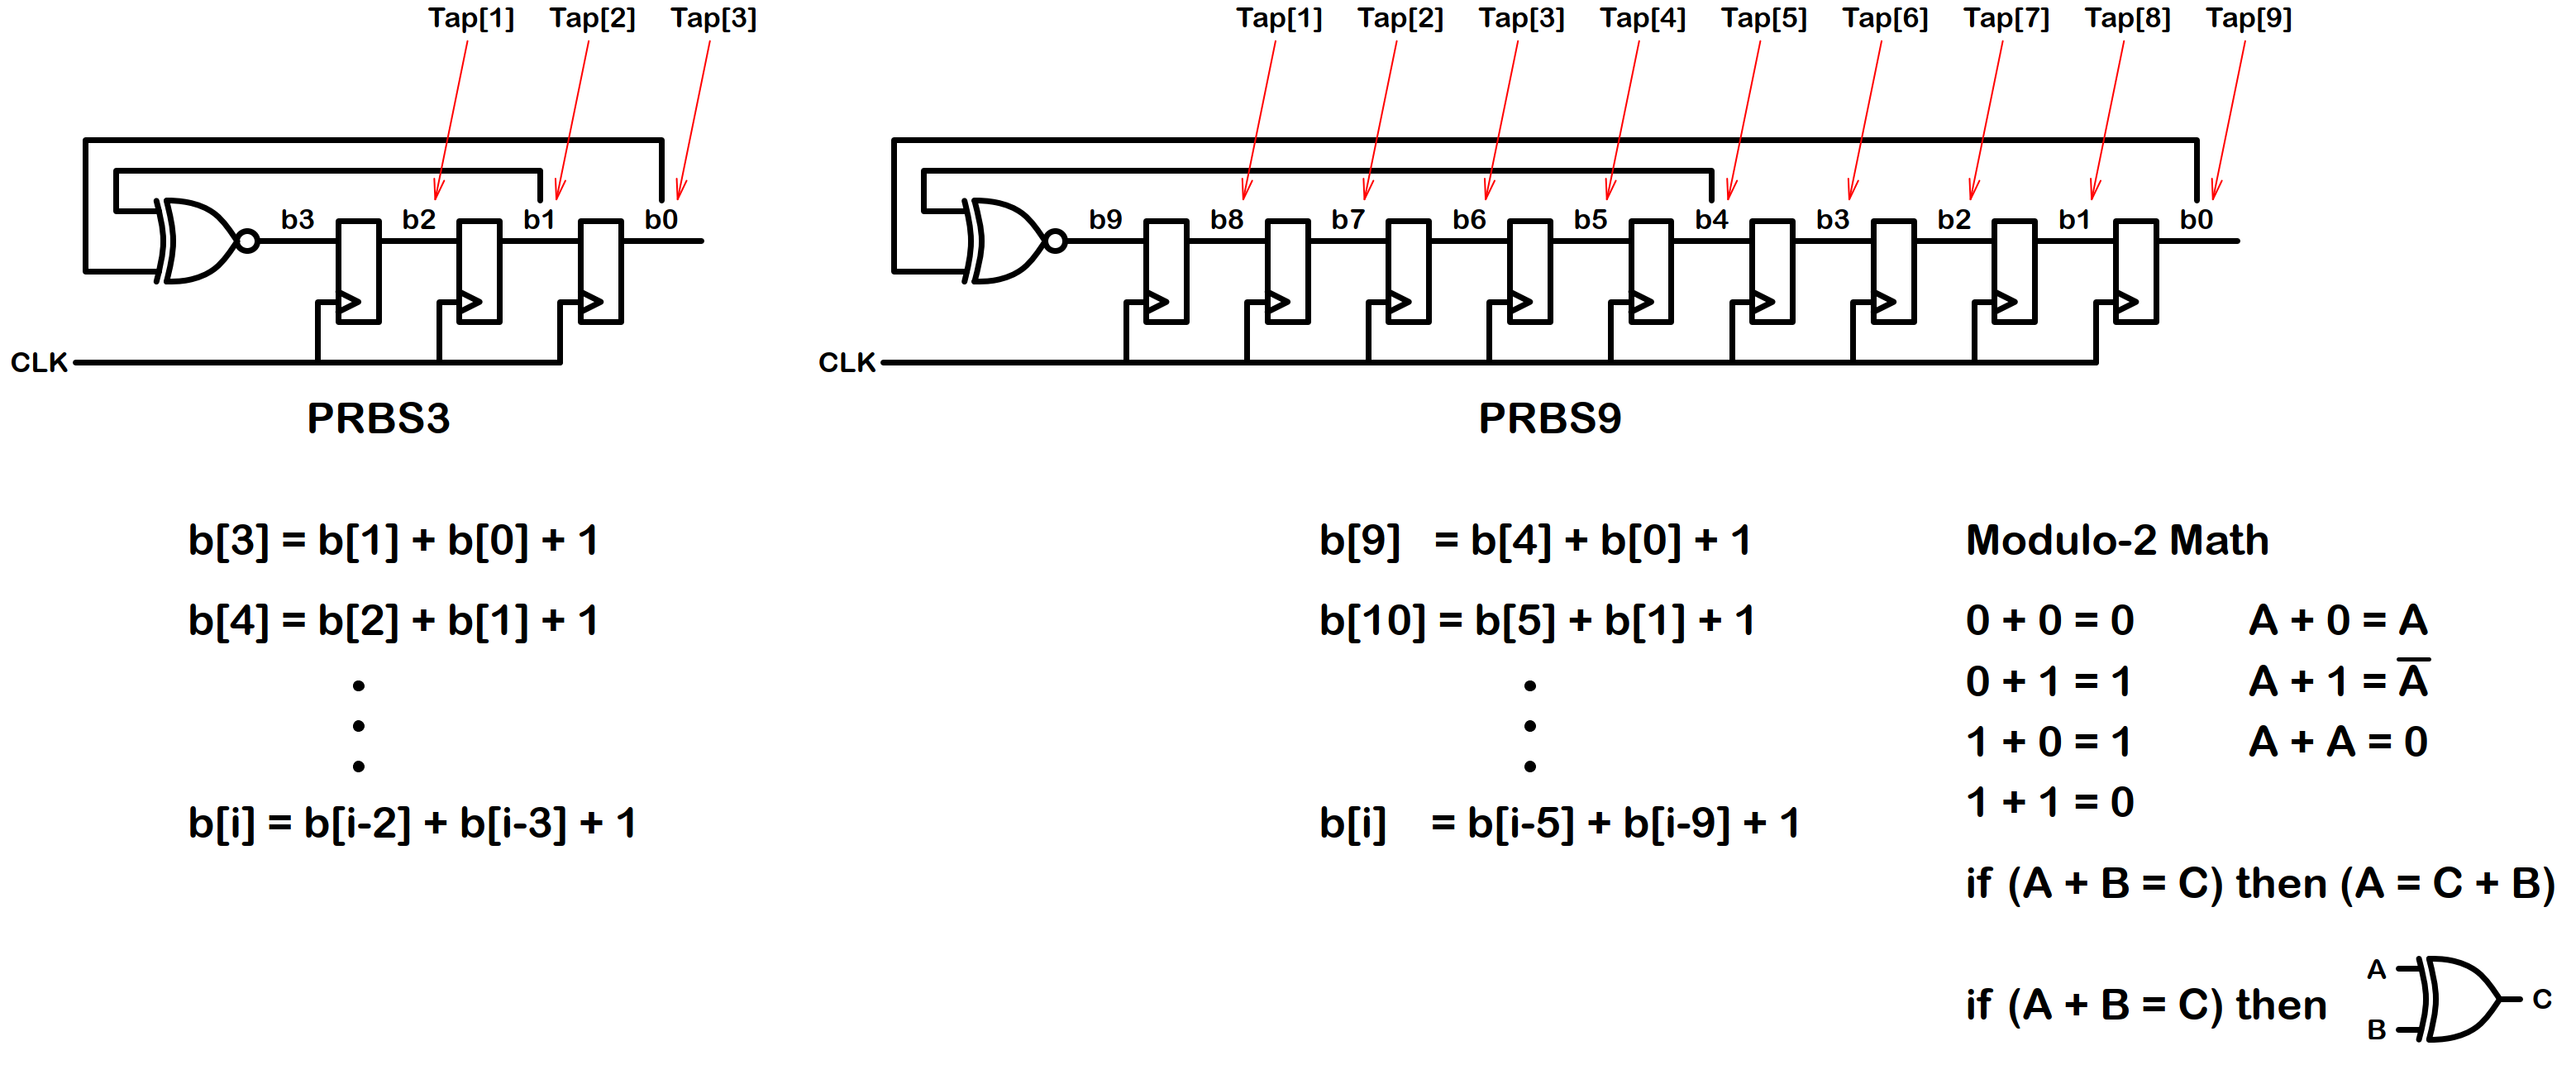 Tap[1] Tap[2] Tap[3]
Tap[1] Tap[2] Tap[3] Tap[4] Tap[5] Tap[6] Tap[7] Tap[8] Tap[9]
b3 b2 b1 b0
b9 b8 b7 b6 b5 b4 b3 b2 b1 b0
CLK
CLK
PRBS3
PRBS9
b[3] = b[1] + b[0] + 1
b[4] = b[2] + b[1] + 1
b[i] = b[i-2] + b[i-3] + 1
b[9] = b[4] + b[0] + 1
b[10] = b[5] + b[1] + 1
b[i] = b[i-5] + b[i-9] + 1
Modulo-2 Math
0 + 0 = 0 A + 0 = A
0 + 1 = 1 A + 1 = A̅
1 + 0 = 1 A + A = 0
1 + 1 = 0
if (A + B = C) then (A = C + B)
if (A + B = C) then
A
B
C